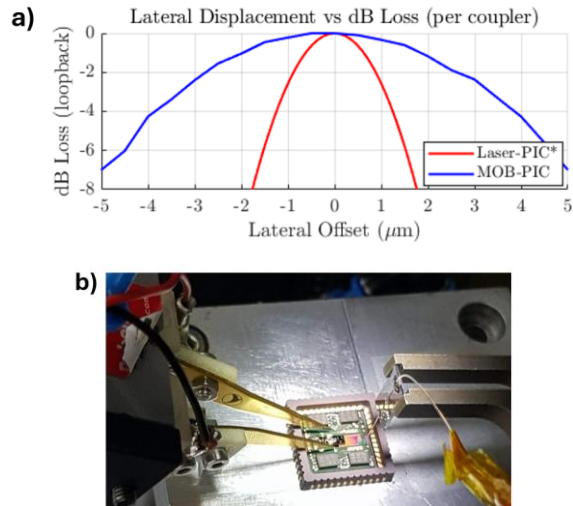 a)
Lateral Displacement vs dB Loss (per coupler)
dB Loss (loopback)
0
-2
-4
-6
-8
Laser-PIC*
MOB-PIC
-5 -4 -3 -2 -1 0 1 2 3 4 5
Lateral Offset (μm)
b)